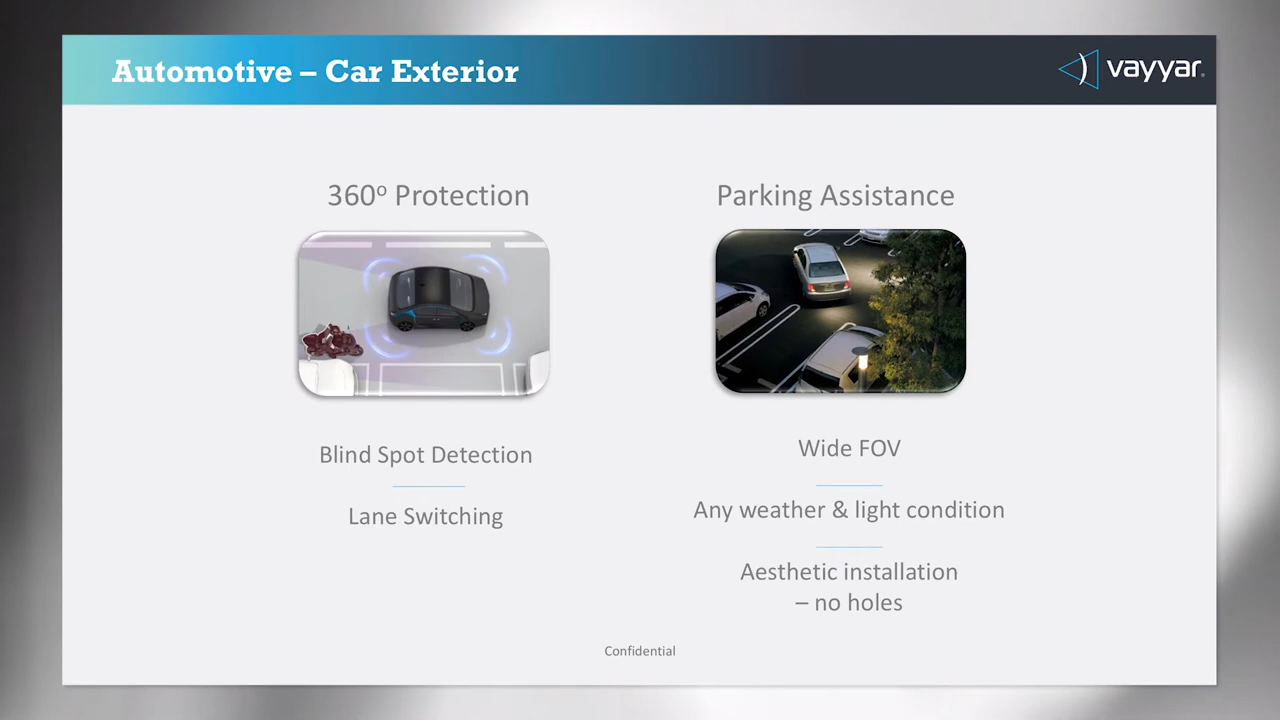 Automotive – Car Exterior
vayyar
360º Protection
Parking Assistance
Blind Spot Detection
Lane Switching
Wide FOV
Any weather & light condition
Aesthetic installation
– no holes
Confidential